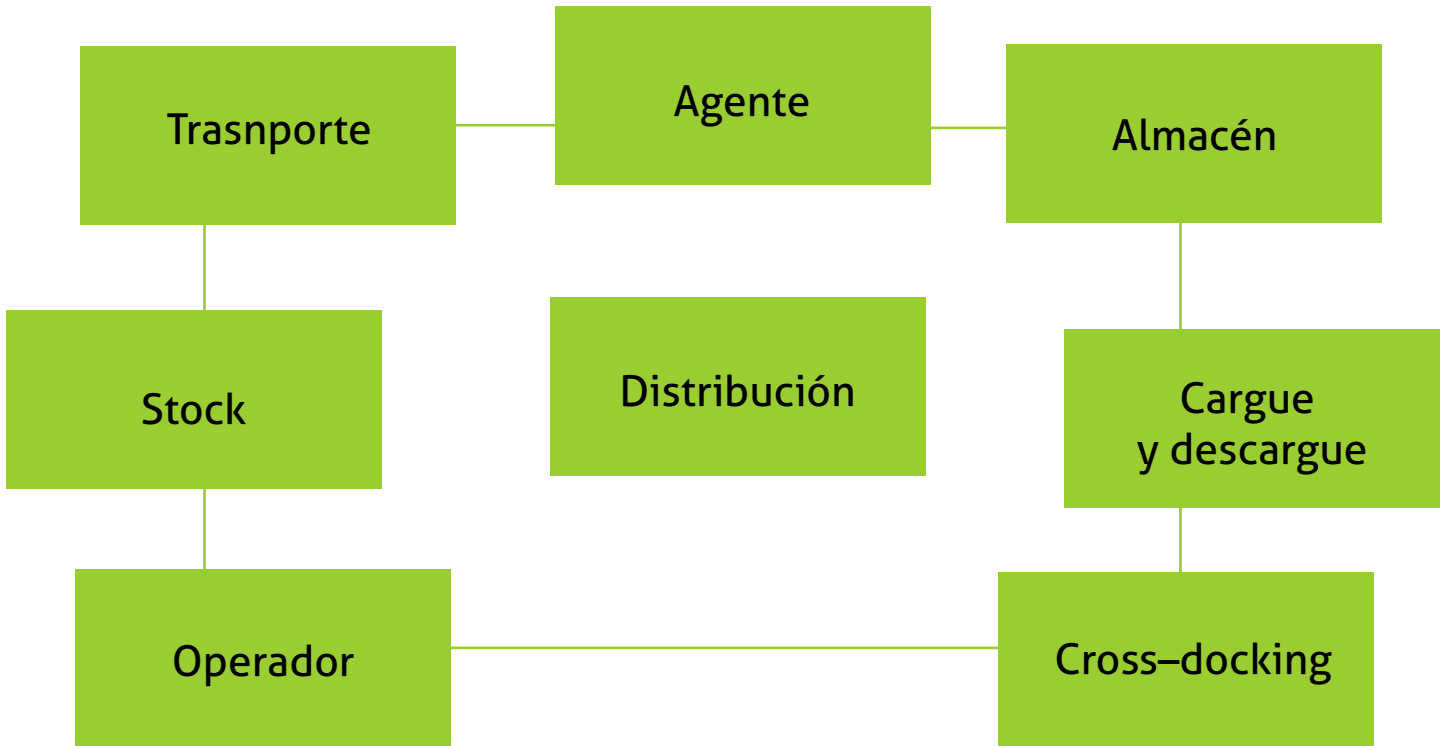 Trasnporte
Agente
Almacén
Stock
Distribución
Cargue
y descargue
Operador
Cross–docking